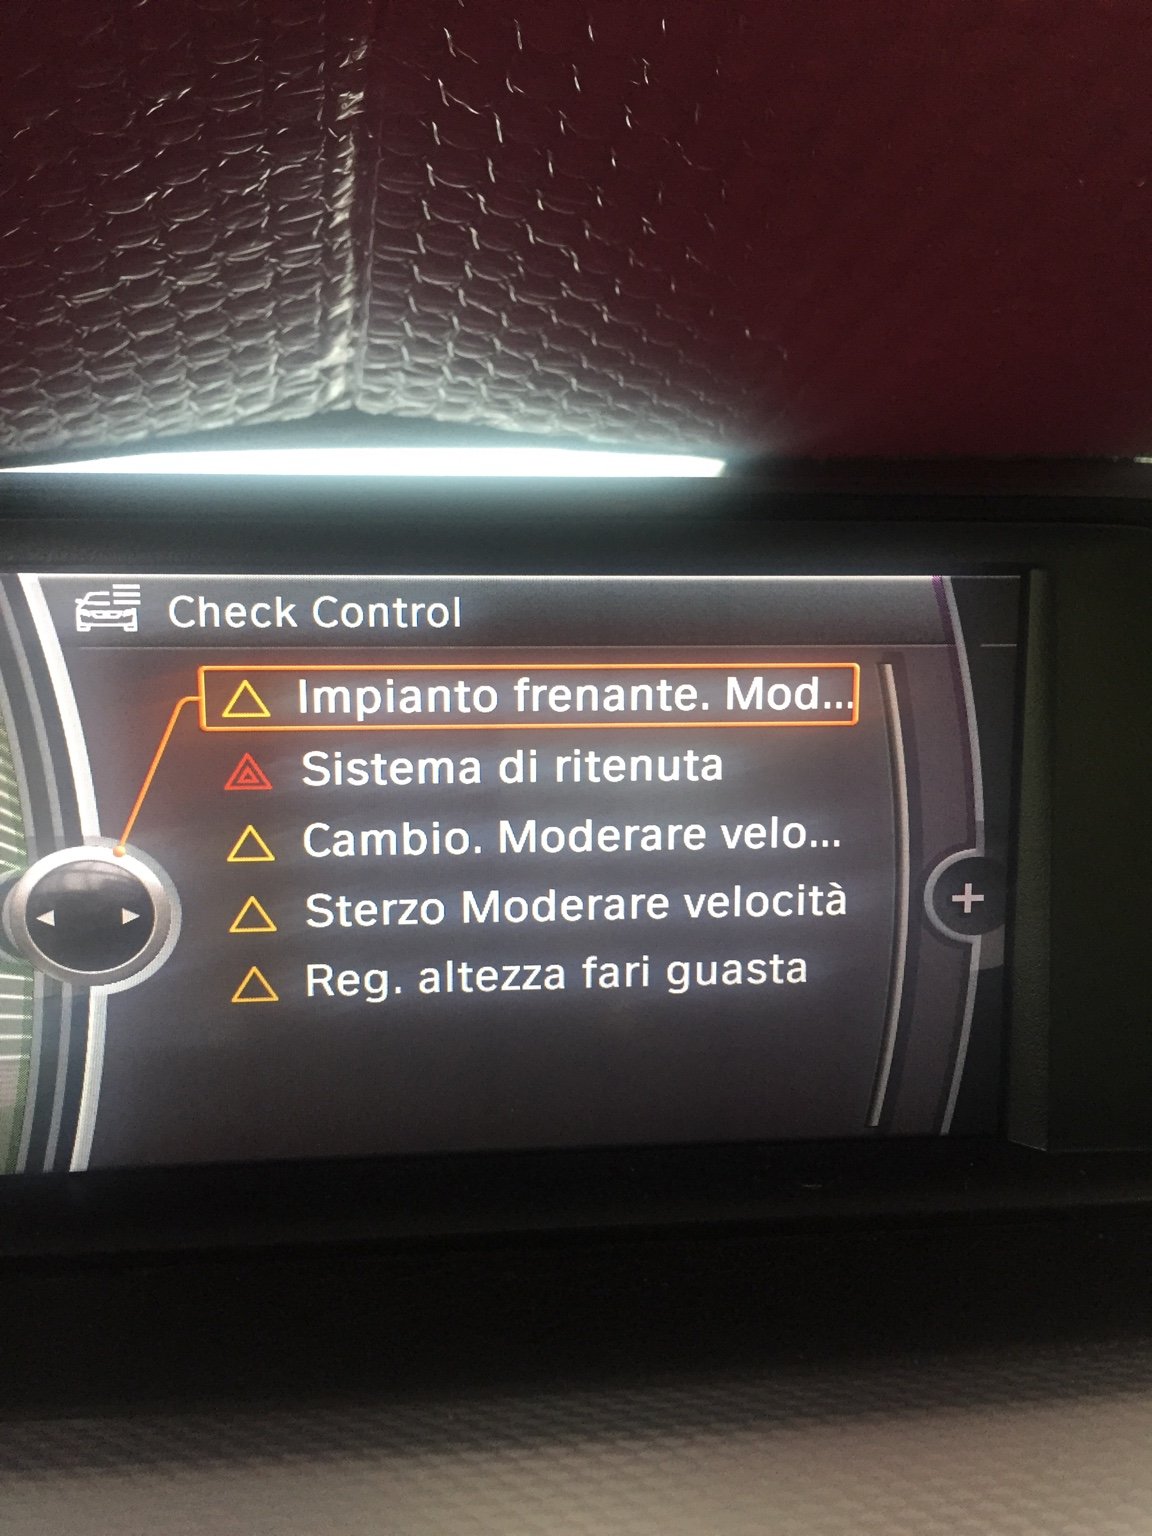 Check Control
Impianto frenante. Mod...
Sistema di ritenuta
Cambio. Moderare velo...
Sterzo Moderare velocità
Reg. altezza fari guasta